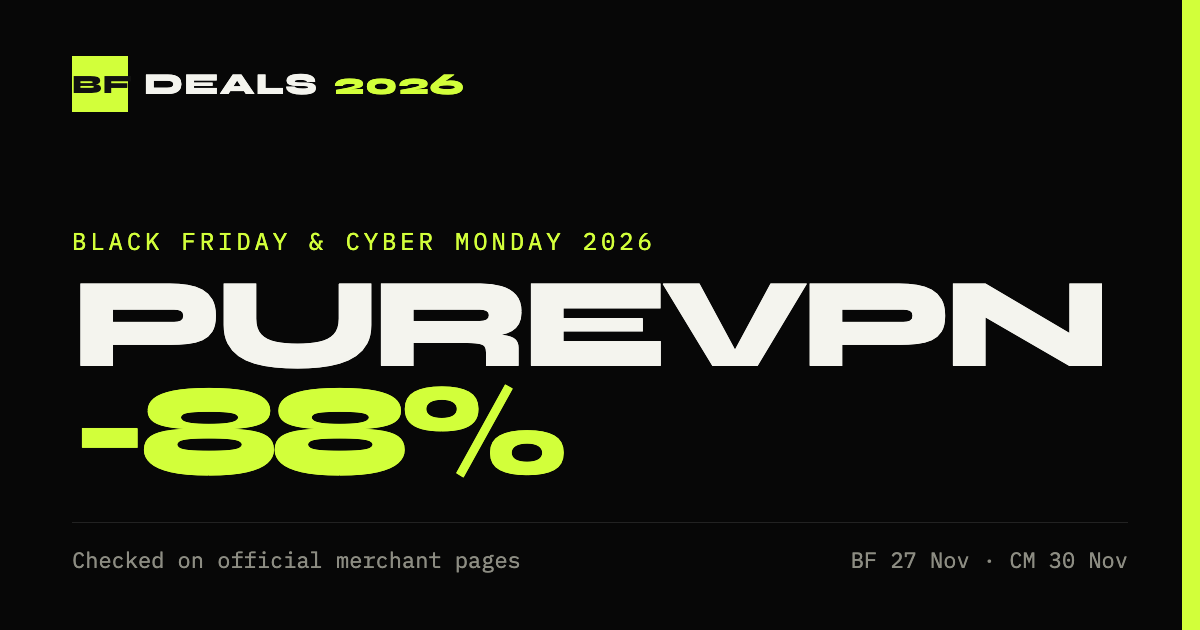 BF DEALS 2026
BLACK FRIDAY & CYBER MONDAY 2026
PUREVPN
-88%
Checked on official merchant pages
BF 27 Nov · CM 30 Nov